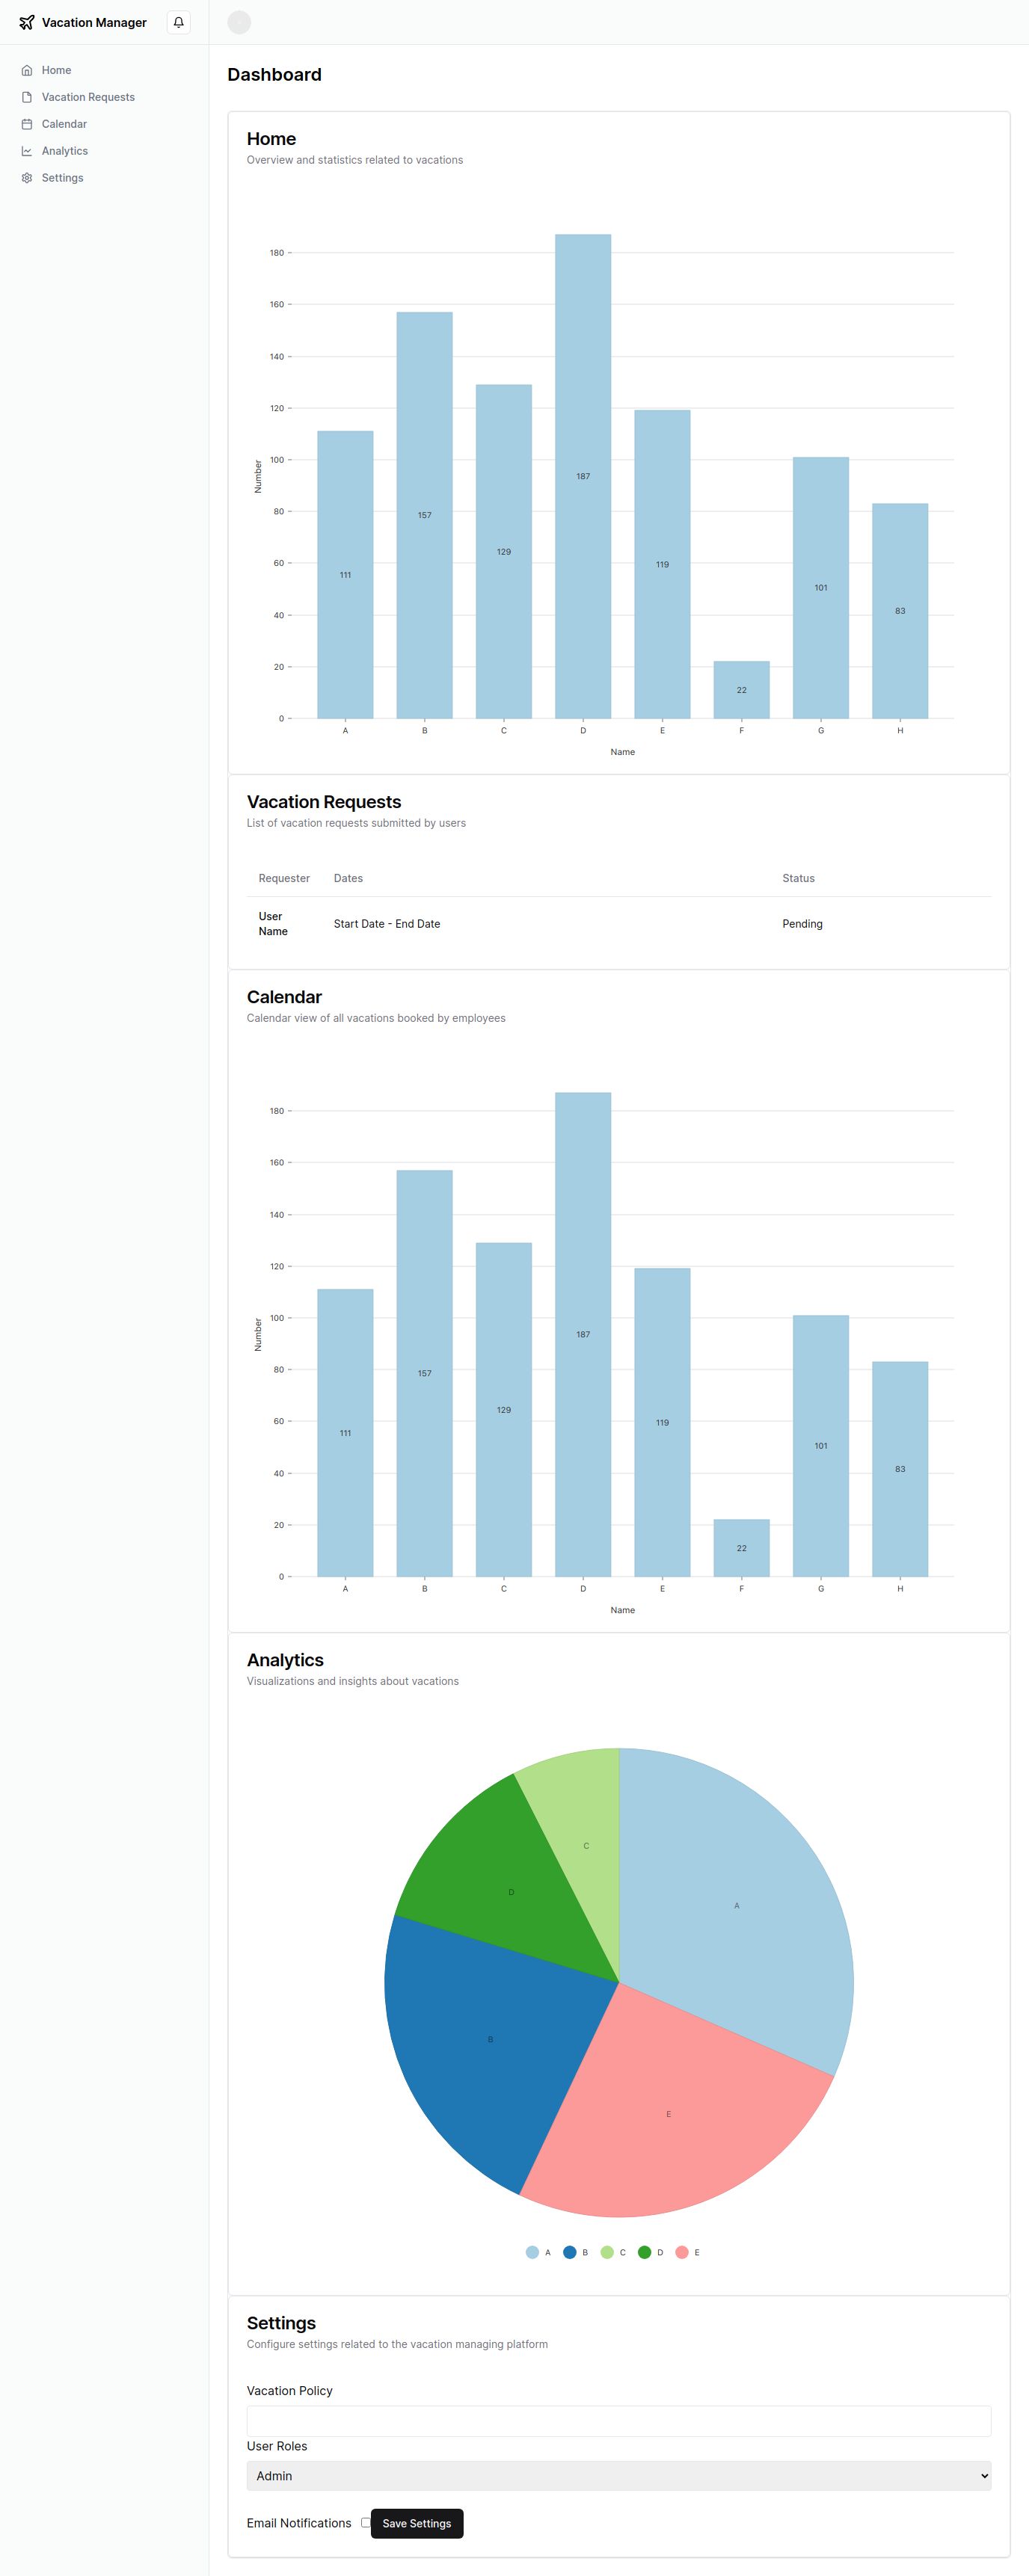 Vacation Manager
Home
Vacation Requests
Calendar
Analytics
Settings
Dashboard
Home
Overview and statistics related to vacations
180
160
140
120
100
80
60
40
20
0
Number
111
157
129
187
119
22
101
83
A B C D E F G H
Name
Vacation Requests
List of vacation requests submitted by users
Requester Dates Status
User
Name
Start Date - End Date Pending
Calendar
Calendar view of all vacations booked by employees
180
160
140
120
100
80
60
40
20
0
Number
111
157
129
187
119
22
101
83
A B C D E F G H
Name
Analytics
Visualizations and insights about vacations
C
D
A
B
E
A B C D E
Settings
Configure settings related to the vacation managing platform
Vacation Policy
User Roles
Admin
Email Notifications Save Settings